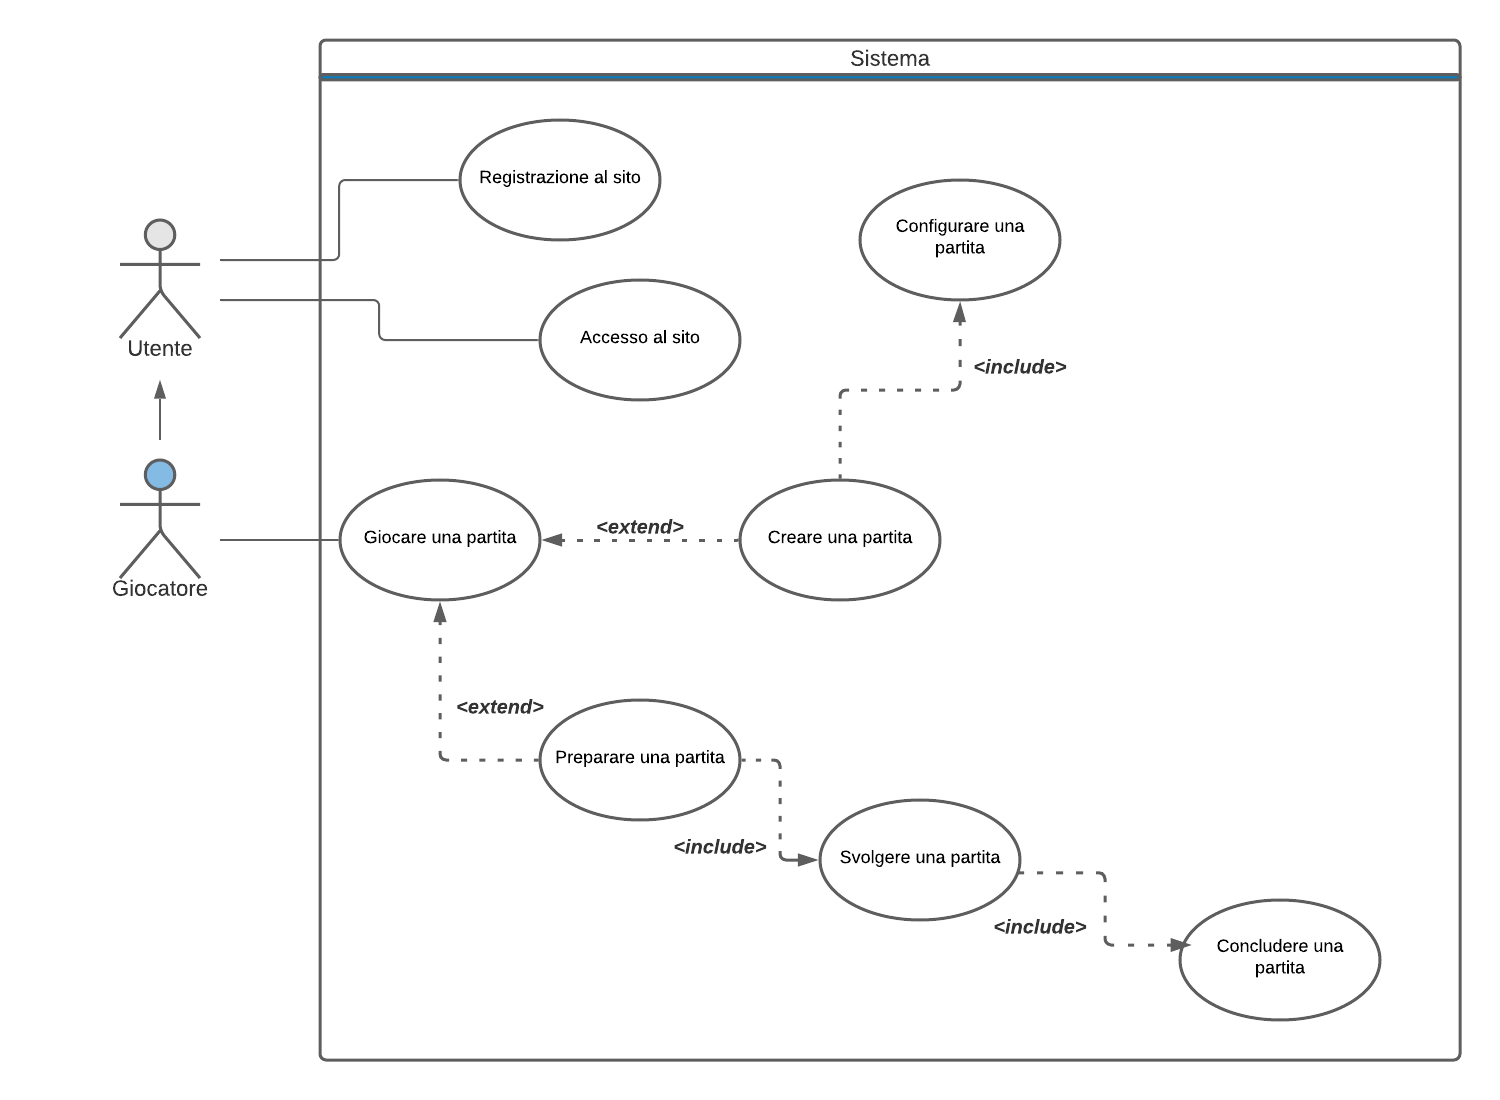 Sistema
Registrazione al sito
Configurare una
partita
Utente
Accesso al sito
<include>
Giocatore
Giocare una partita
<extend>
Creare una partita
<extend>
Preparare una partita
<include>
Svolgere una partita
<include>
Concludere una
partita